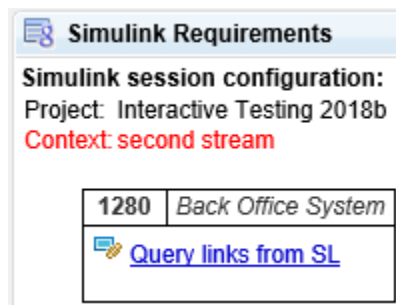 Simulink Requirements
Simulink session configuration:
Project: Interactive Testing 2018b
Context: second stream
1280 Back Office System
Query links from SL